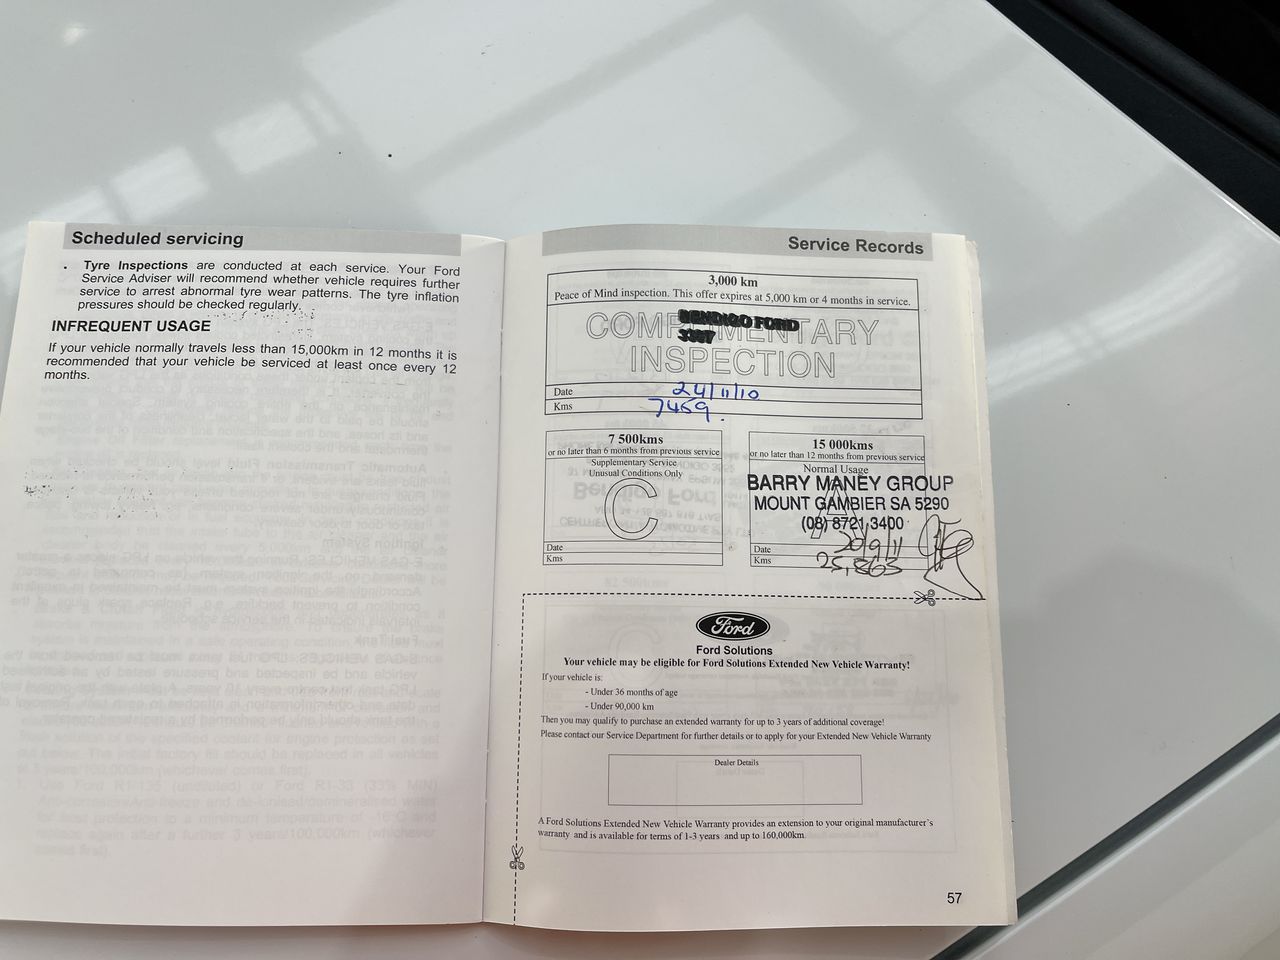 Scheduled servicing
. Tyre Inspections are conducted at each service. Your Ford
Service Adviser will recommend whether vehicle requires further
service to arrest abnormal tyre wear patterns. The tyre inflation
pressures should be checked regularly.
INFREQUENT USAGE
If your vehicle normally travels less than 15,000km in 12 months it is
recommended that your vehicle be serviced at least once every 12
months.
Service Records
3,000 km
Peace of Mind inspection. This offer expires at 5,000 km or 4 months in service.
COMPLIMENTARY
INSPECTION
BENDIGO FORD
Date 24/11/10
Kms 7459.
7 500kms
or no later than 6 months from previous service
Supplementary Service
Unusual Conditions Only
C
Date
Kms
15 000kms
or no later than 12 months from previous service
Normal Usage
A
BARRY MANEY GROUP
MOUNT GAMBIER SA 5290
(08) 8721 3400
Date 20/9/11
Kms 25,863
Ford
Ford Solutions
Your vehicle may be eligible for Ford Solutions Extended New Vehicle Warranty!
If your vehicle is:
- Under 36 months of age
- Under 90,000 km
Then you may qualify to purchase an extended warranty for up to 3 years of additional coverage!
Please contact our Service Department for further details or to apply for your Extended New Vehicle Warranty
Dealer Details
A Ford Solutions Extended New Vehicle Warranty provides an extension to your original manufacturer's
warranty and is available for terms of 1-3 years and up to 160,000km.
57